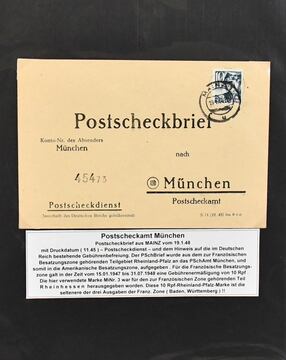 Postscheckbrief
Konto-Nr. des Absenders
München
nach
45473
München
Postscheckdienst
Postscheckamt
Postscheckamt München
Postscheckbrief aus MAINZ vom 19.1.48
mit Druckdatum ( 11.45 ) - Postscheckdienst - und dem Hinweis auf die im Deutschen
Reich bestehende Gebührenbefreiung. Der PSchBrief wurde aus dem zur Französischen
Besatzungszone gehörenden Teilgebiet Rheinland-Pfalz an das PSchAmt München, und
somit in die Amerikanische Besatzungszone, aufgegeben . Für die Französische Besatzungs-
zone galt in der Zeit vom 15.01.1947 bis 31.07.1948 eine Gebührenermäßigung von 10 Rpf
Die hier verwendete Marke MiNr. 3 war für den zur Französischen Zone gehörenden Teil
Rheinhessen herausgegeben worden. Diese 10 Rpf-Rheinland-Pfalz-Marke ist die
seltenere der drei Ausgaben der Franz. Zone ( Baden, Württemberg ) !!